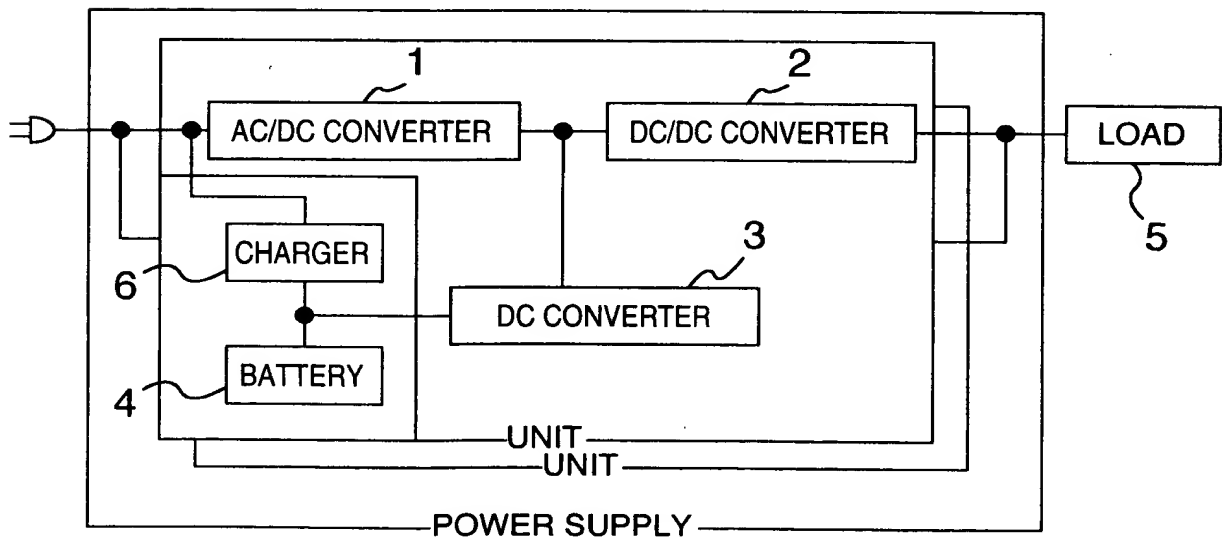 1
2
AC/DC CONVERTER
DC/DC CONVERTER
LOAD
5
CHARGER
6
3
DC CONVERTER
BATTERY
4
UNIT
UNIT
POWER SUPPLY